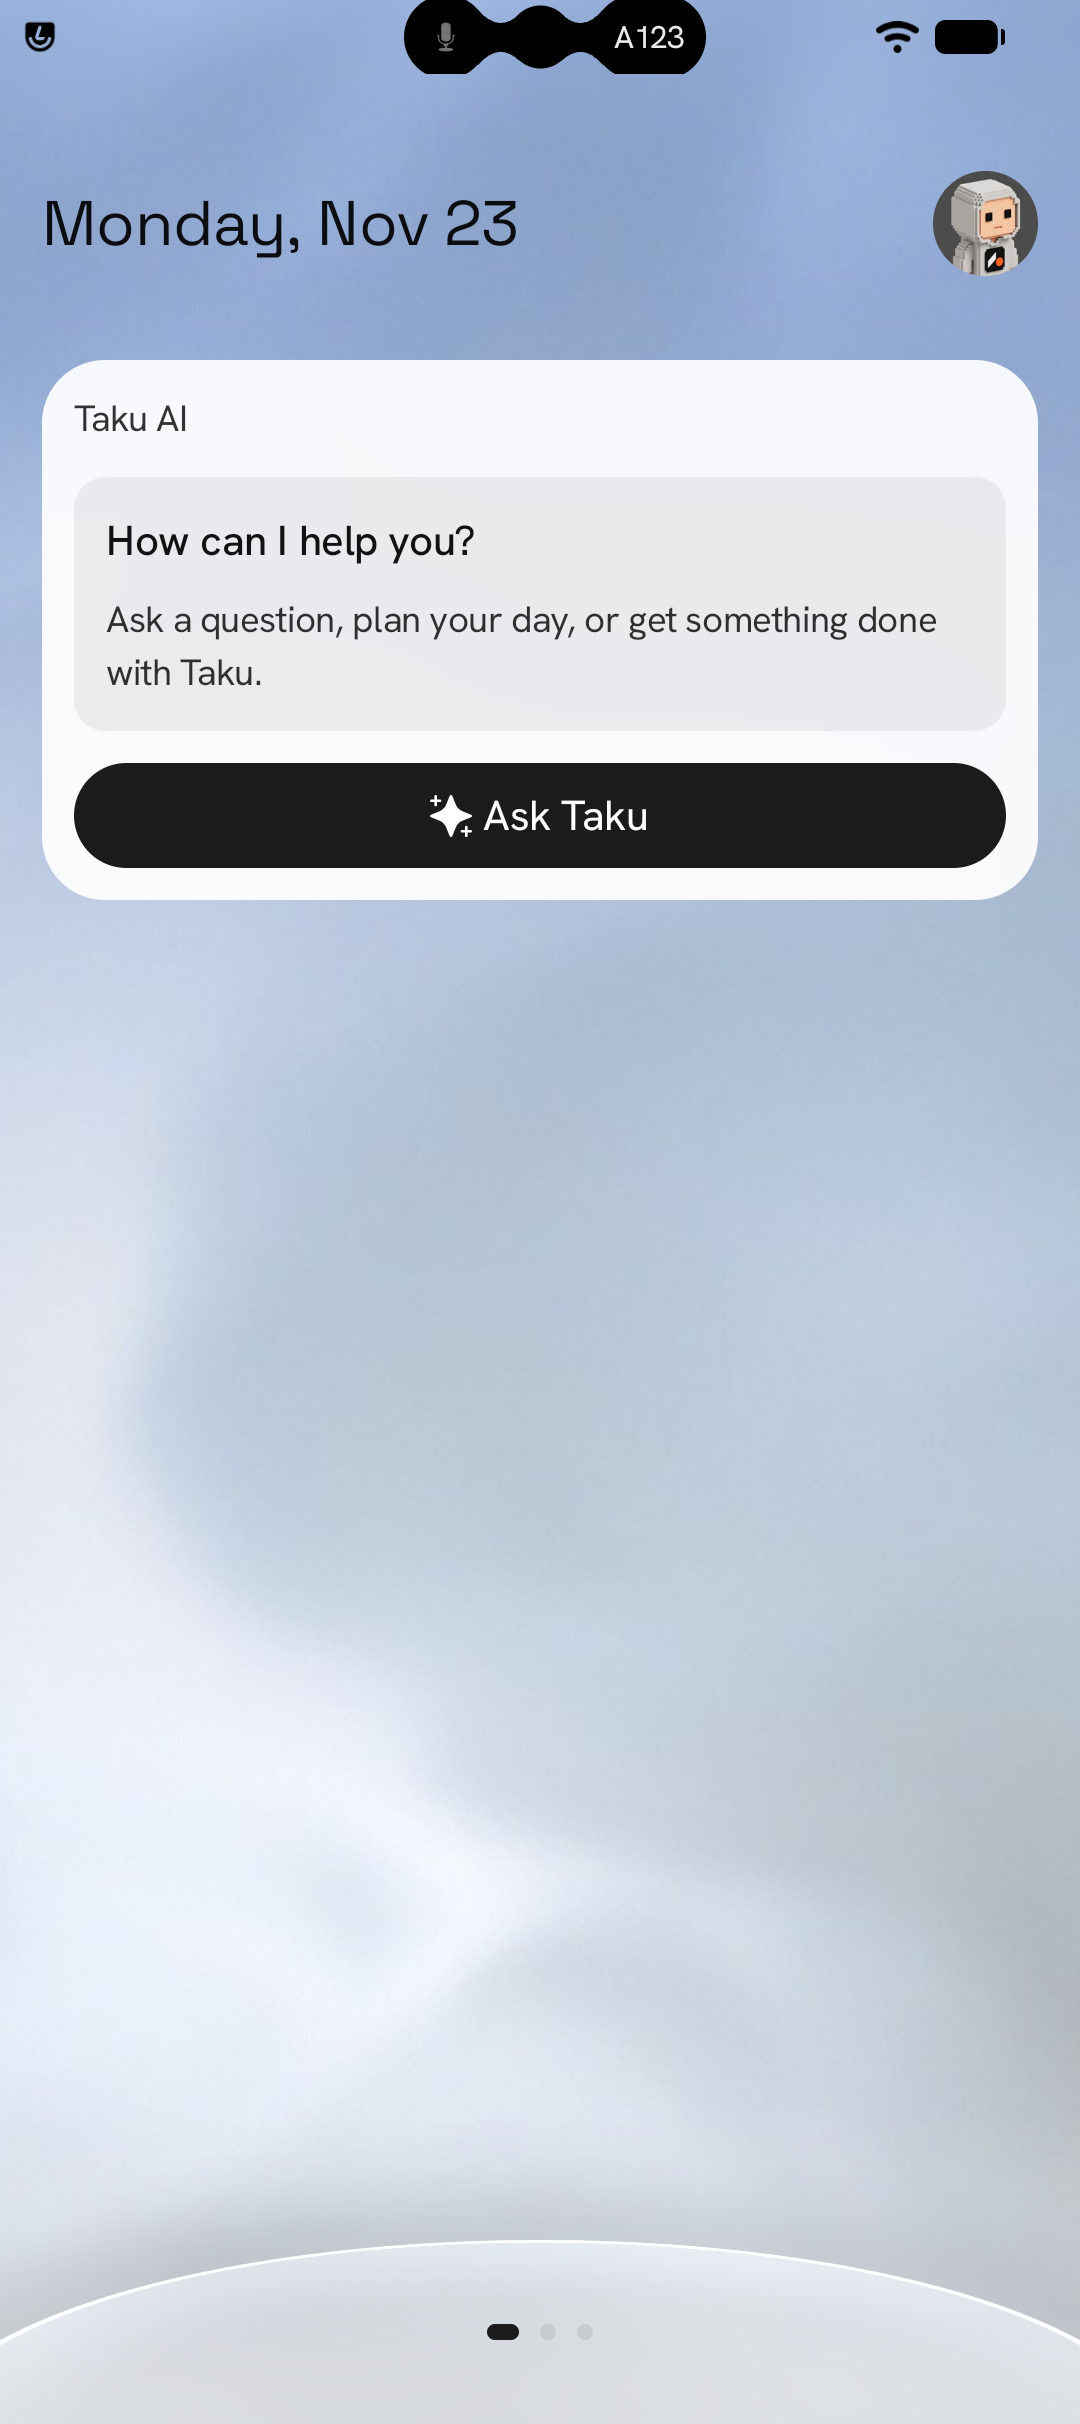 A123
Monday, Nov 23
Taku AI
How can I help you?
Ask a question, plan your day, or get something done
with Taku.
Ask Taku